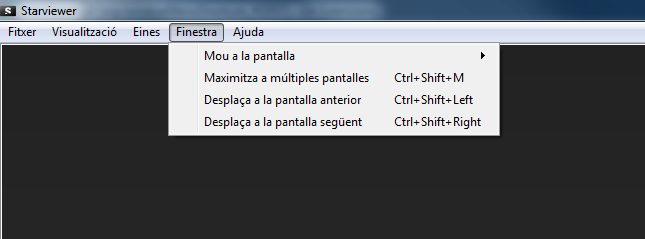 S Starviewer
Fitxer Visualització Eines Finestra Ajuda
Mou a la pantalla
Maximitza a múltiples pantalles Ctrl+Shift+M
Desplaça a la pantalla anterior Ctrl+Shift+Left
Desplaça a la pantalla següent Ctrl+Shift+Right